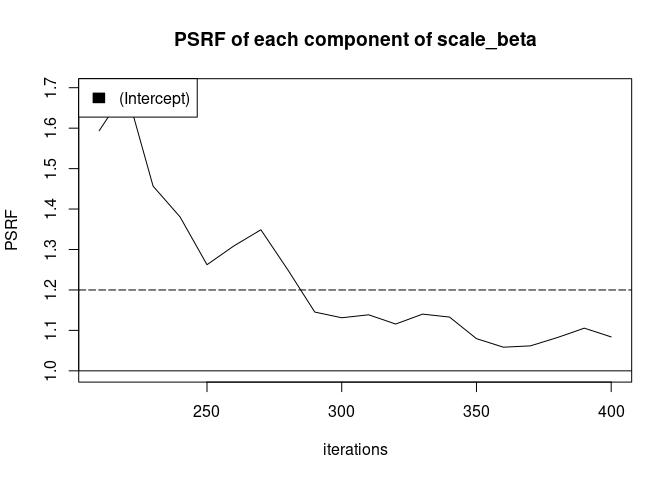 PSRF of each component of scale_beta
(Intercept)
PSRF
1.7
1.6
1.5
1.4
1.3
1.2
1.1
1.0
250 300 350 400
iterations